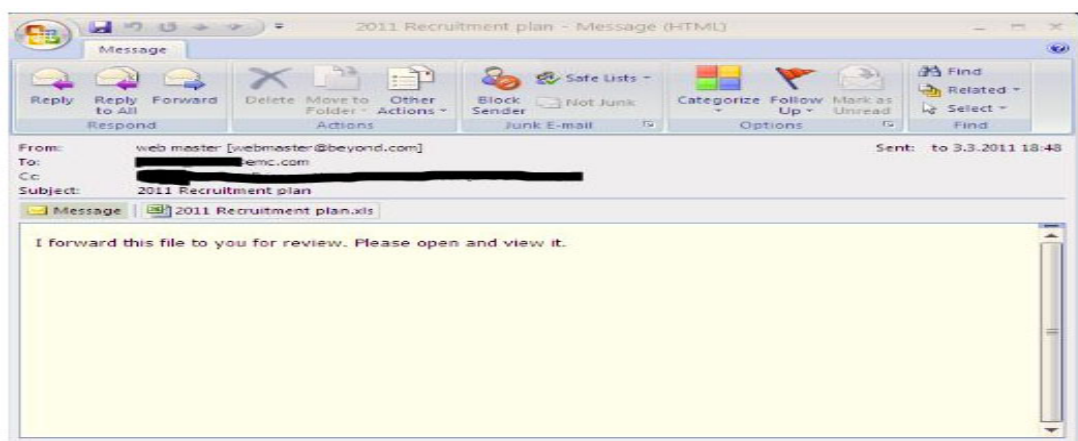 2011 Recruitment plan - Message (HTML)
Message
Reply Reply to All Forward Delete Move to Folder Other Actions Block Sender Safe Lists Not Junk Categorize Follow Up Mark as Unread Find Related Select
Respond Actions Junk E-mail Options Find
From: web master [webmaster@beyond.com] Sent: to 3.3.2011 18:48
To: emc.com
Cc:
Subject: 2011 Recruitment plan
Message 2011 Recruitment plan.xls
I forward this file to you for review. Please open and view it.